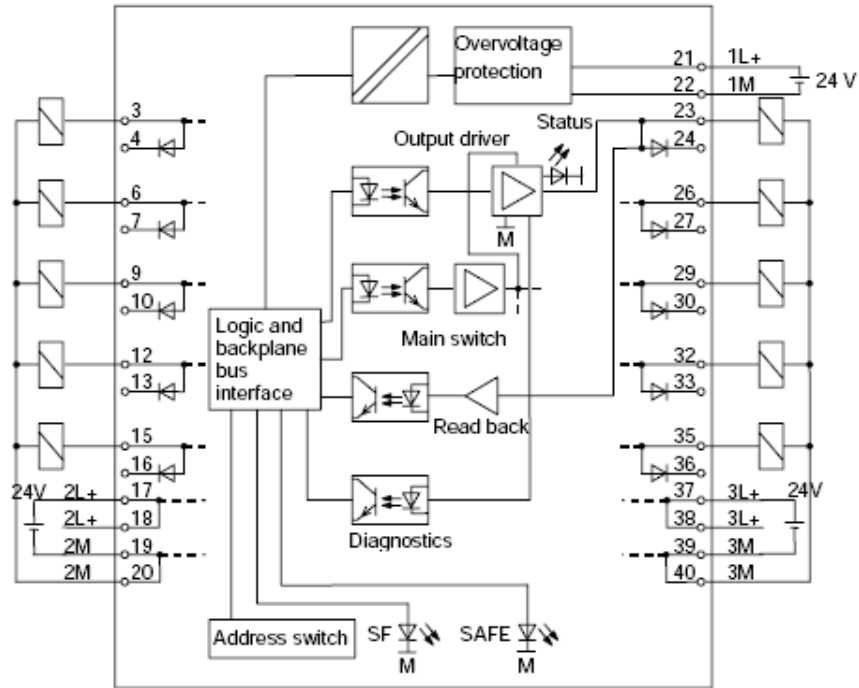 Overvoltage
protection
21 1L+
22 1M
24 V
23
24
3
4
Output driver
Status
M
6
7
26
27
9
10
29
30
Logic and
backplane
bus
interface
Main switch
12
13
32
33
Read back
15
16
35
36
24V
2L+ 17
2L+ 18
2M 19
2M 20
37 3L+
24V
38 3L+
39 3M
40 3M
Diagnostics
Address switch
SF
M
SAFE
M